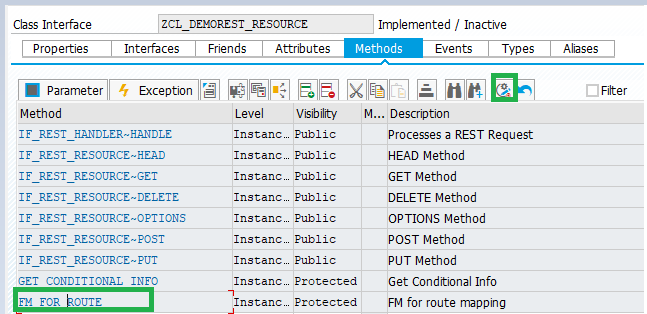 Class Interface ZCL_DEMOREST_RESOURCE Implemented / Inactive
Properties Interfaces Friends Attributes Methods Events Types Aliases
Parameter Exception Filter
Method Level Visibility M... Description
IF_REST_HANDLER~HANDLE Instanc… Public Processes a REST Request
IF_REST_RESOURCE~HEAD Instanc… Public HEAD Method
IF_REST_RESOURCE~GET Instanc… Public GET Method
IF_REST_RESOURCE~DELETE Instanc… Public DELETE Method
IF_REST_RESOURCE~OPTIONS Instanc… Public OPTIONS Method
IF_REST_RESOURCE~POST Instanc… Public POST Method
IF_REST_RESOURCE~PUT Instanc… Public PUT Method
GET_CONDITIONAL_INFO Instanc… Protected Get Conditional Info
FM_FOR_ROUTE Instanc… Protected FM for route mapping